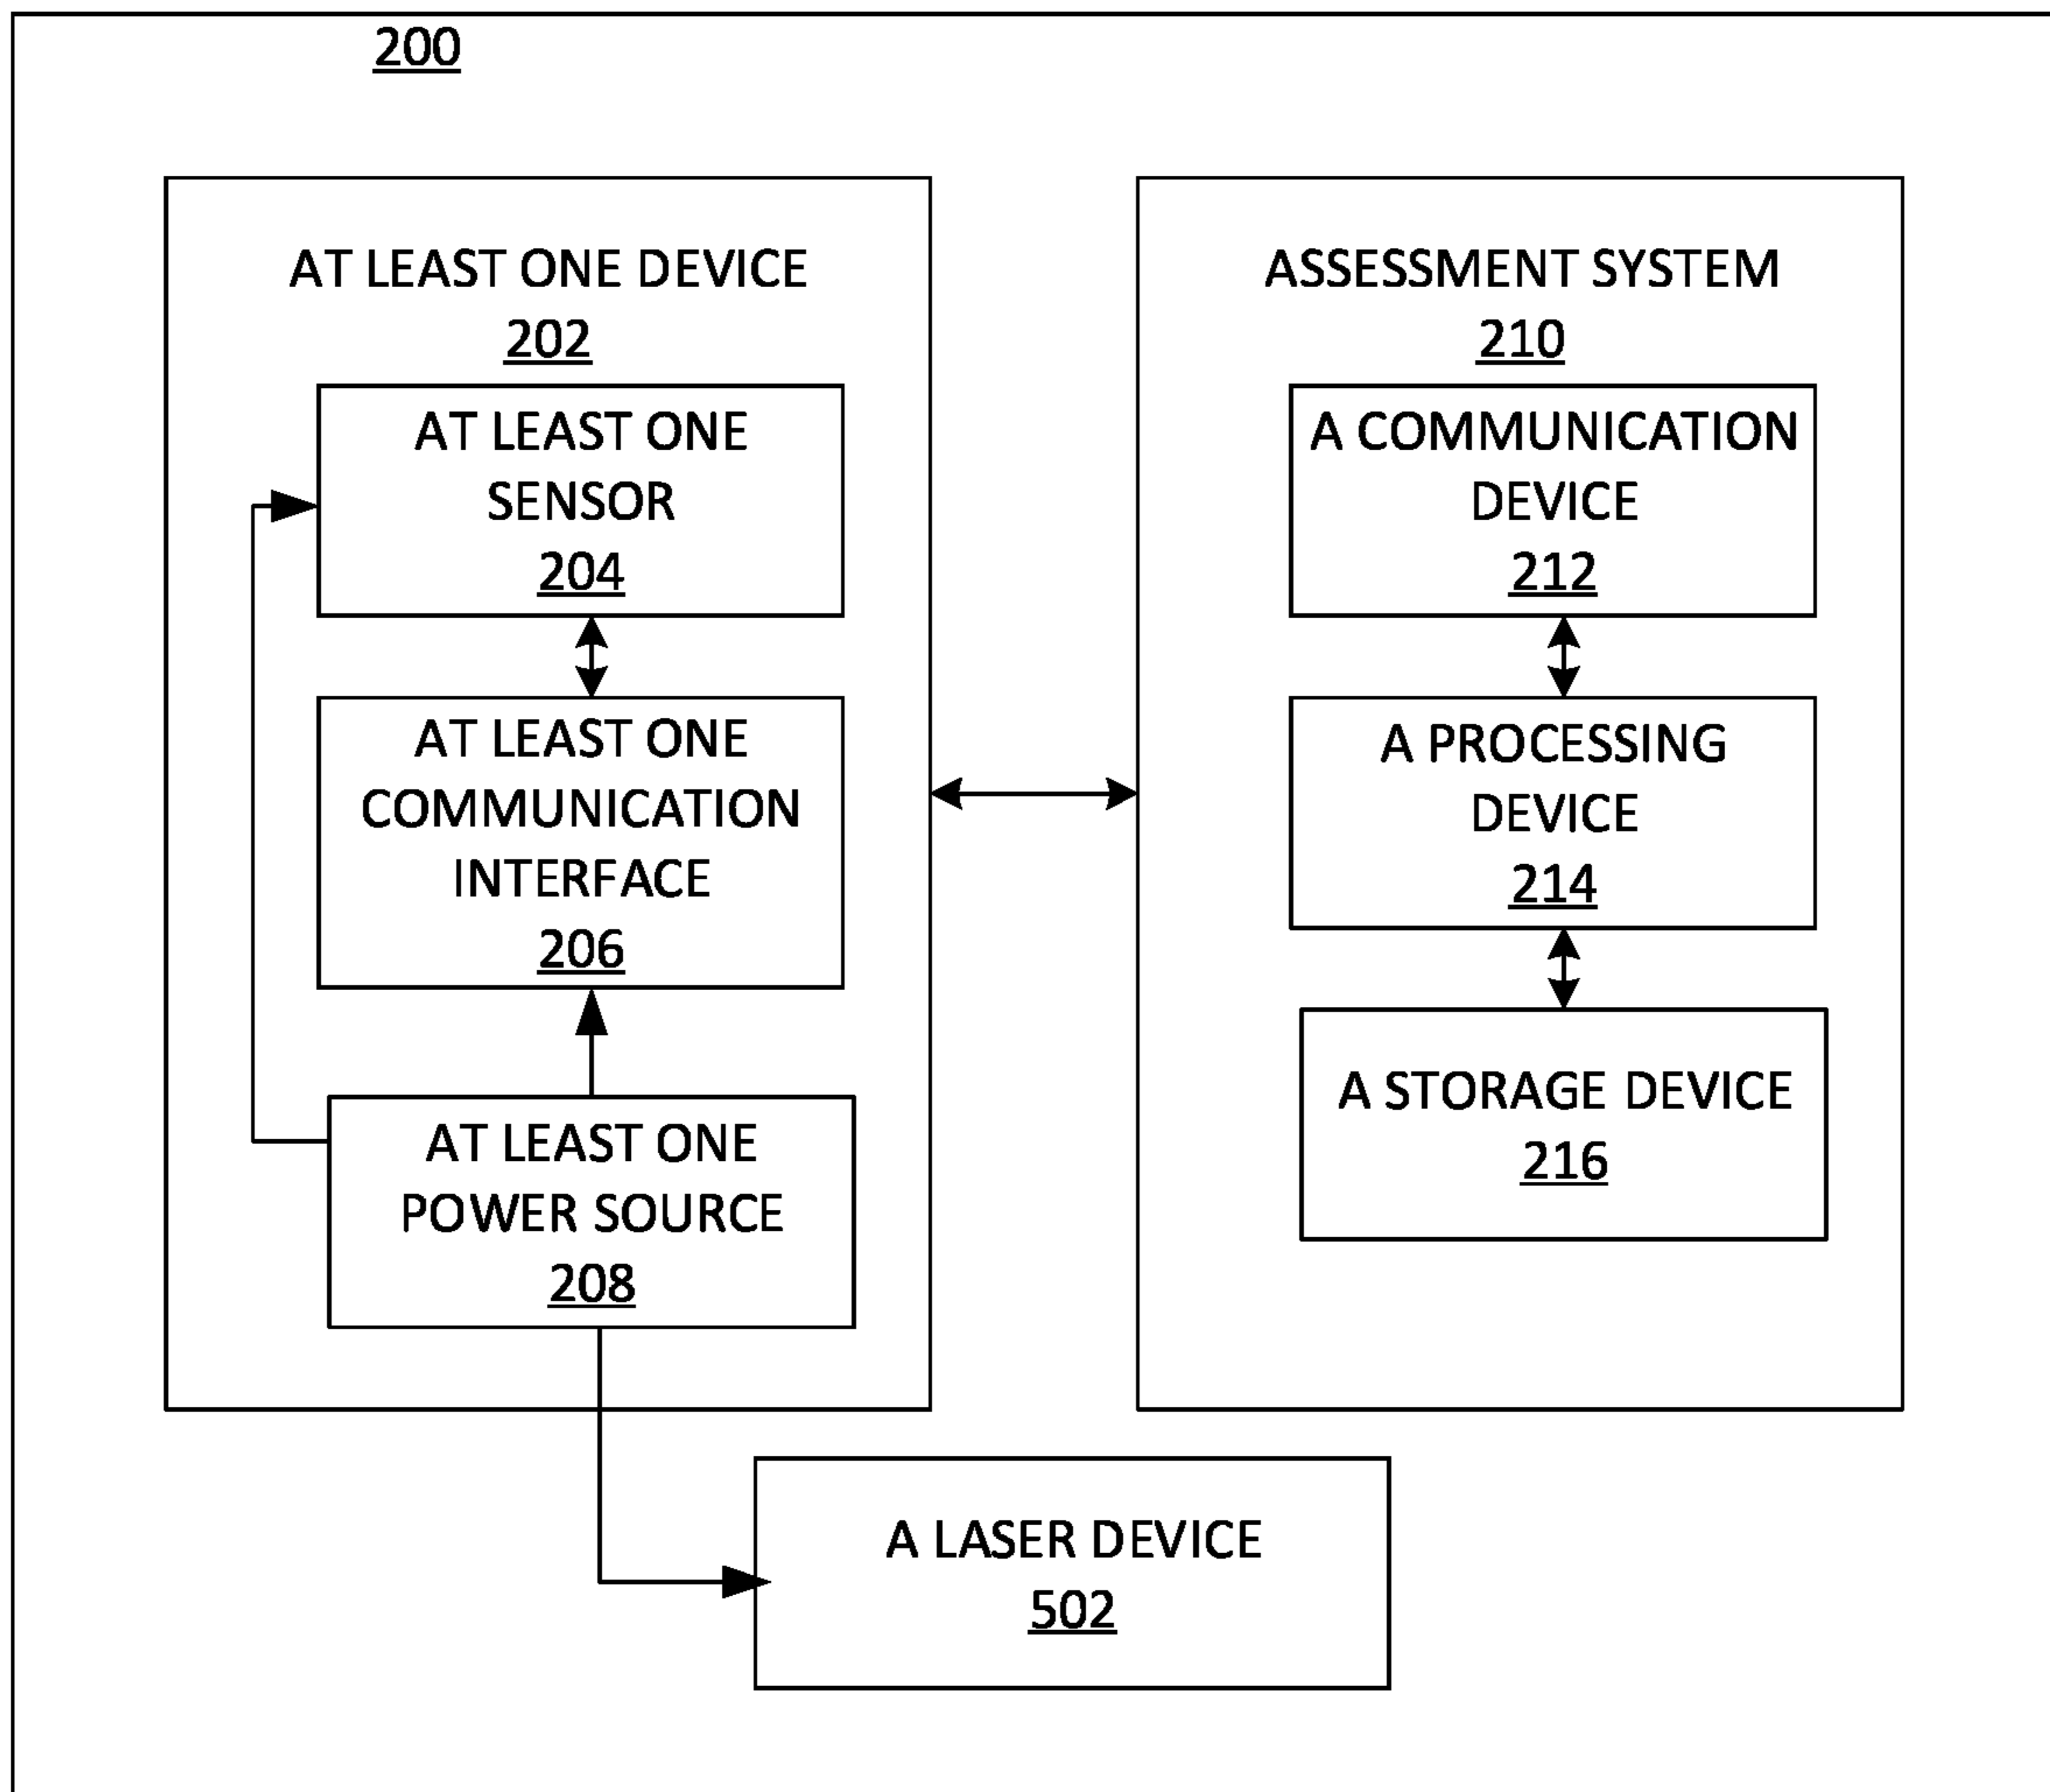 200
AT LEAST ONE DEVICE
202
AT LEAST ONE
SENSOR
204
AT LEAST ONE
COMMUNICATION
INTERFACE
206
AT LEAST ONE
POWER SOURCE
208
ASSESSMENT SYSTEM
210
A COMMUNICATION
DEVICE
212
A PROCESSING
DEVICE
214
A STORAGE DEVICE
216
A LASER DEVICE
502